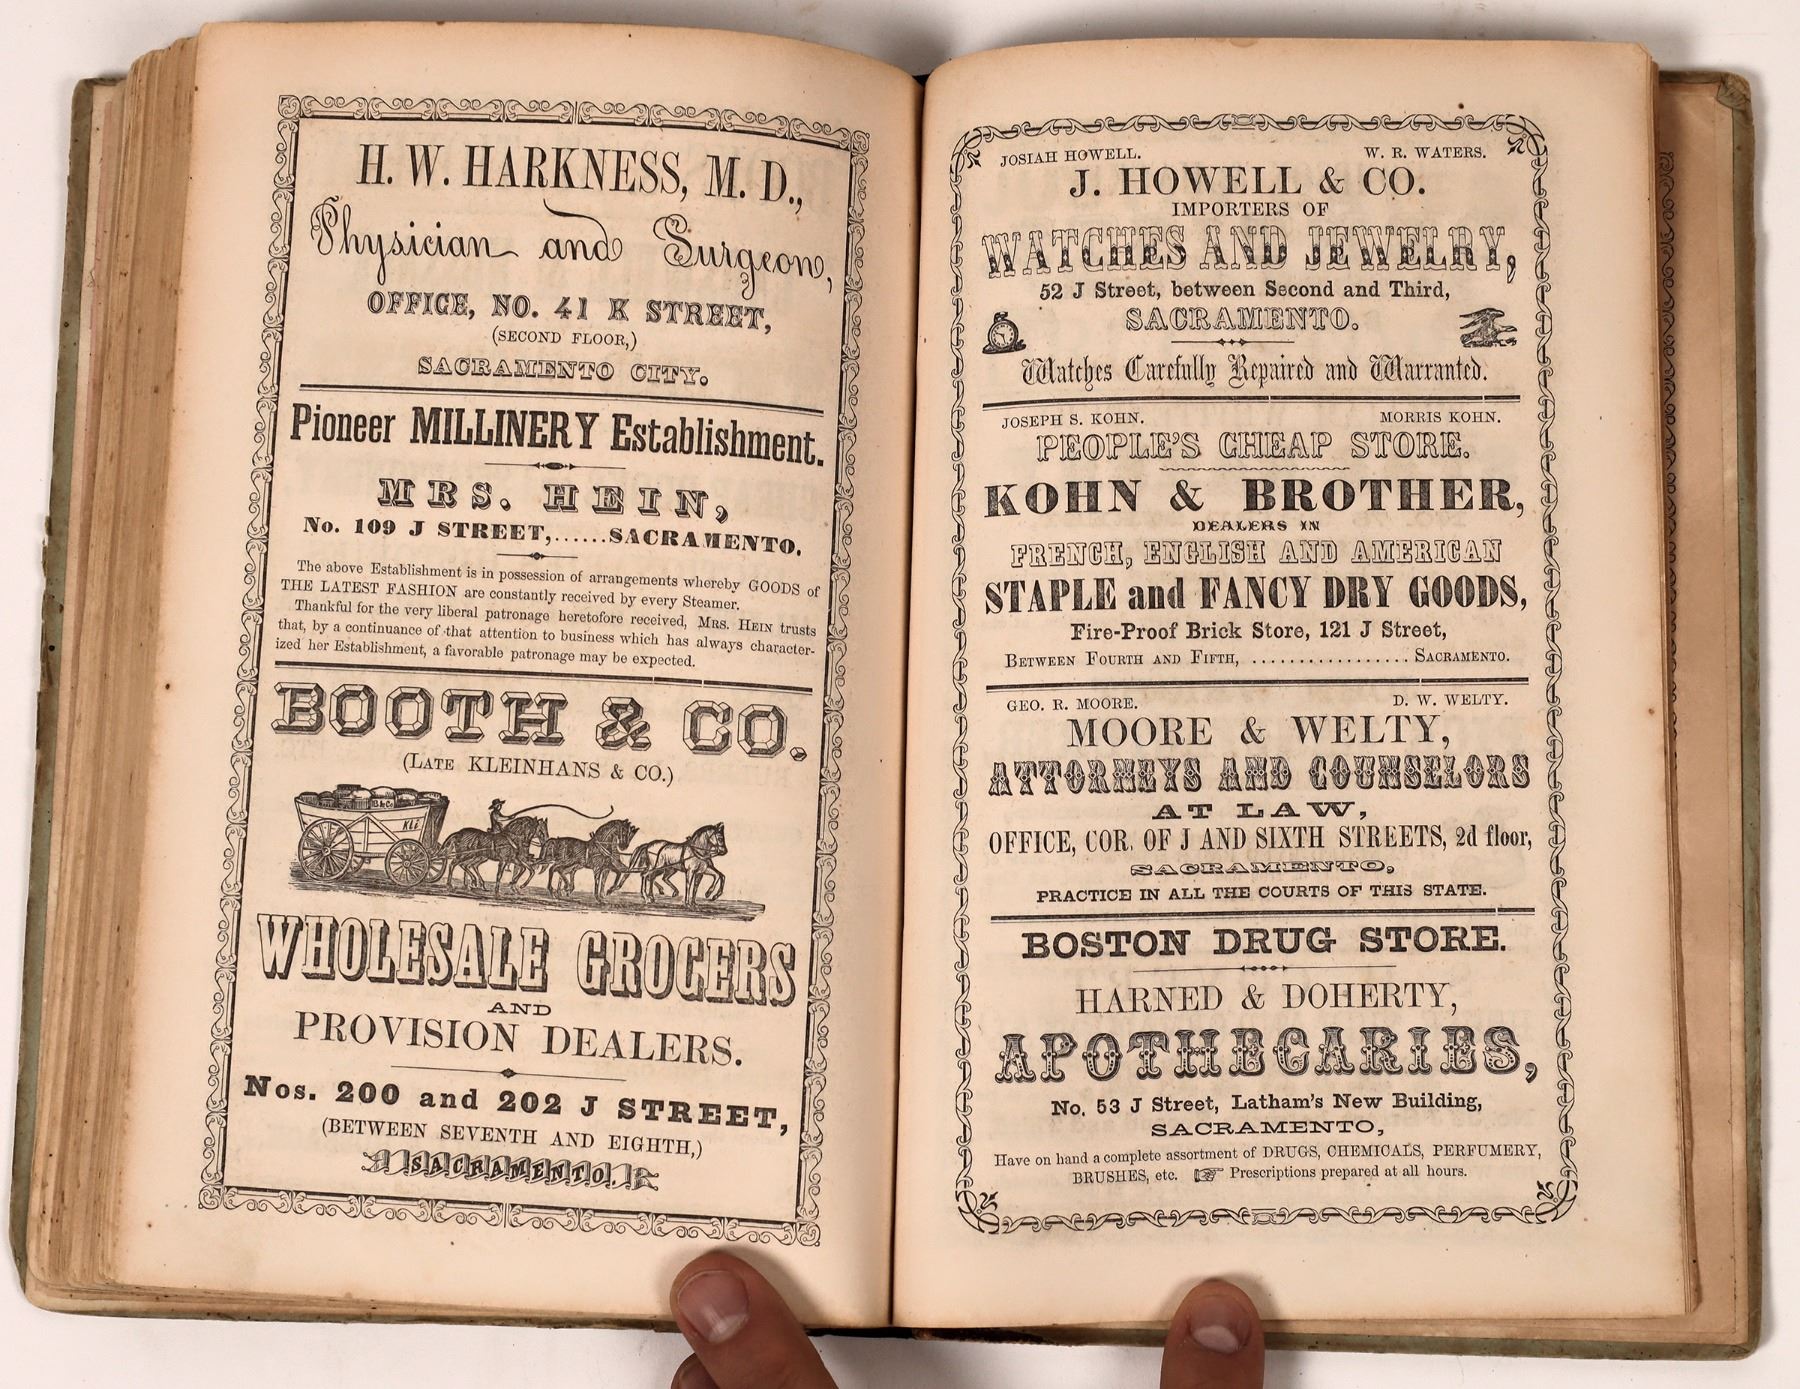 H. W. HARKNESS, M. D.,
Physician and Surgeon,
OFFICE, NO. 41 K STREET,
(SECOND FLOOR,)
SACRAMENTO CITY.
Pioneer MILLINERY Establishment.
MRS. HEIN,
No. 109 J STREET,......SACRAMENTO.
The above Establishment is in possession of arrangements whereby GOODS of
THE LATEST FASHION are constantly received by every Steamer.
Thankful for the very liberal patronage heretofore received, MRS. HEIN trusts
that, by a continuance of that attention to business which has always character-
ized her Establishment, a favorable patronage may be expected.
BOOTH & CO.
(LATE KLEINHANS & CO.)
B & Co
KLE
WHOLESALE GROCERS
AND
PROVISION DEALERS.
Nos. 200 and 202 J STREET,
(BETWEEN SEVENTH AND EIGHTH,)
SACRAMENTO.
JOSIAH HOWELL. W. R. WATERS.
J. HOWELL & CO.
IMPORTERS OF
WATCHES AND JEWELRY,
52 J Street, between Second and Third,
SACRAMENTO.
Watches Carefully Repaired and Warranted.
JOSEPH S. KOHN. MORRIS KOHN.
PEOPLE'S CHEAP STORE.
KOHN & BROTHER,
DEALERS IN
FRENCH, ENGLISH AND AMERICAN
STAPLE and FANCY DRY GOODS,
Fire-Proof Brick Store, 121 J Street,
BETWEEN FOURTH AND FIFTH, ................. SACRAMENTO.
GEO. R. MOORE. D. W. WELTY.
MOORE & WELTY,
ATTORNEYS AND COUNSELORS
AT LAW,
OFFICE, COR. OF J AND SIXTH STREETS, 2d floor,
SACRAMENTO,
PRACTICE IN ALL THE COURTS OF THIS STATE.
BOSTON DRUG STORE.
HARNED & DOHERTY,
APOTHECARIES,
No. 53 J Street, Latham's New Building,
SACRAMENTO,
Have on hand a complete assortment of DRUGS, CHEMICALS, PERFUMERY,
BRUSHES, etc. ☞ Prescriptions prepared at all hours.